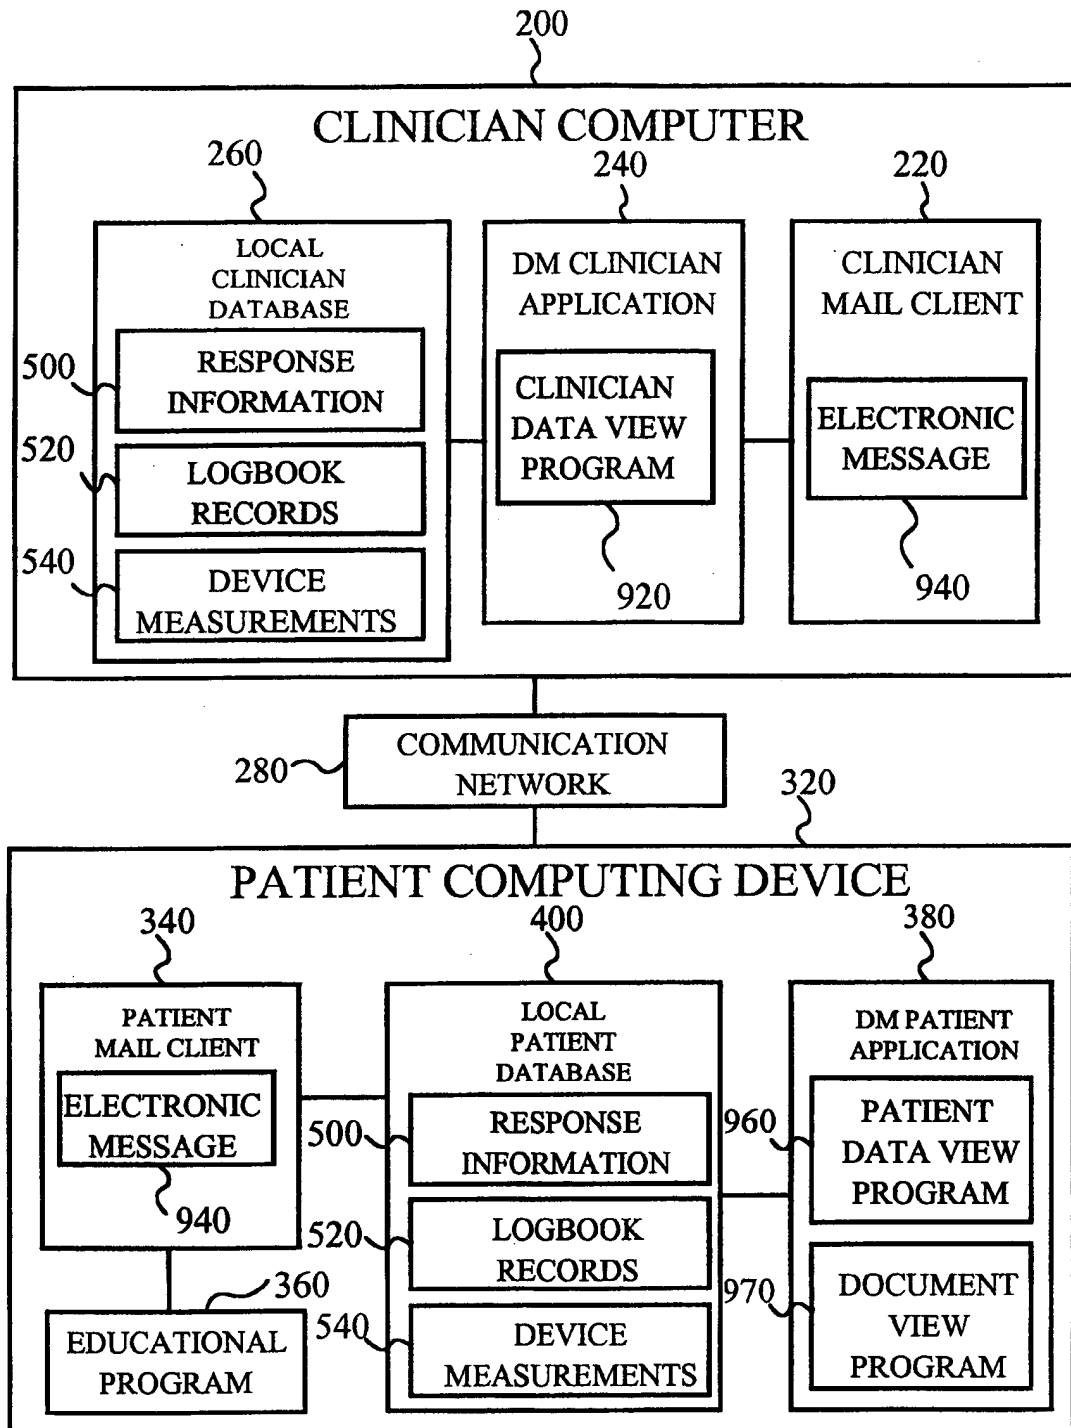 200
CLINICIAN COMPUTER
260
240
220
LOCAL
CLINICIAN
DATABASE
500
RESPONSE
INFORMATION
520
LOGBOOK
RECORDS
540
DEVICE
MEASUREMENTS
DM CLINICIAN
APPLICATION
CLINICIAN
DATA VIEW
PROGRAM
920
CLINICIAN
MAIL CLIENT
ELECTRONIC
MESSAGE
940
280
COMMUNICATION
NETWORK
320
PATIENT COMPUTING DEVICE
340
400
380
PATIENT
MAIL CLIENT
ELECTRONIC
MESSAGE
940
360
EDUCATIONAL
PROGRAM
LOCAL
PATIENT
DATABASE
500
RESPONSE
INFORMATION
520
LOGBOOK
RECORDS
540
DEVICE
MEASUREMENTS
DM PATIENT
APPLICATION
960
PATIENT
DATA VIEW
PROGRAM
970
DOCUMENT
VIEW
PROGRAM